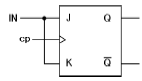 IN J Q
cp
K Q̅